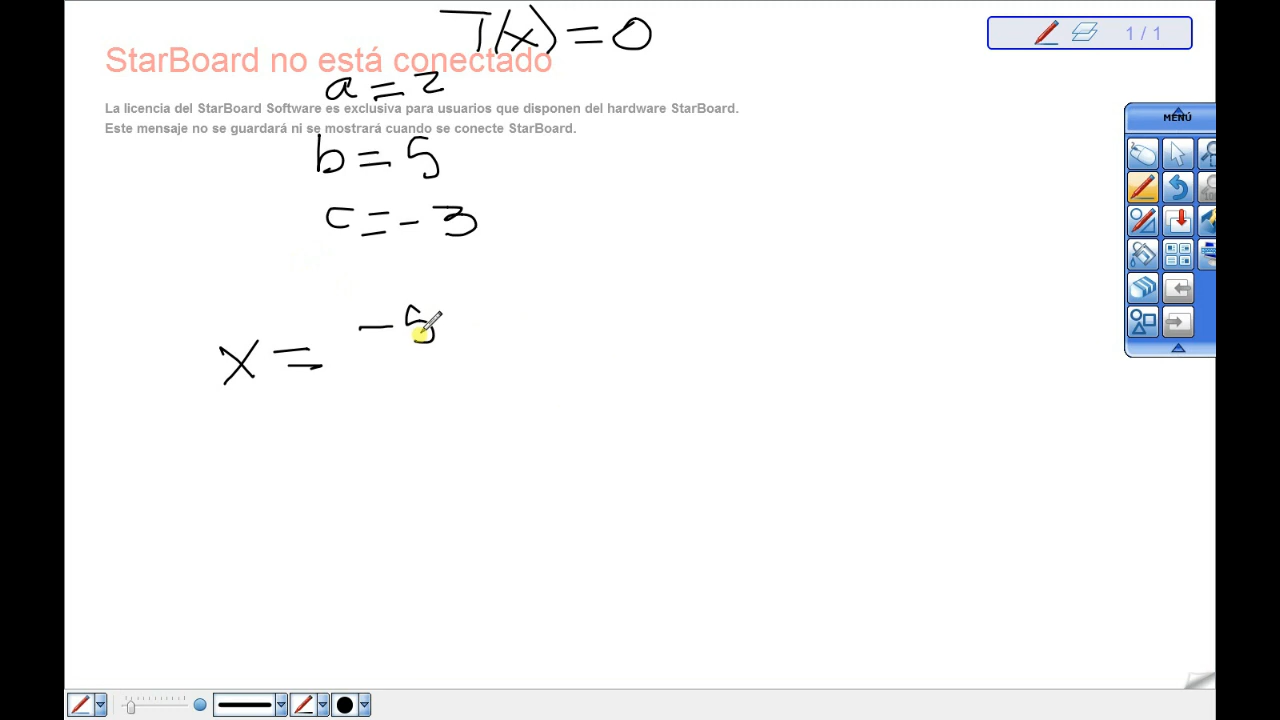 T(x)=0
StarBoard no está conectado
a=2
La licencia del StarBoard Software es exclusiva para usuarios que disponen del hardware StarBoard.
Este mensaje no se guardará ni se mostrará cuando se conecte StarBoard.
b=5
c=-3
x= -5
1 / 1
MENÚ